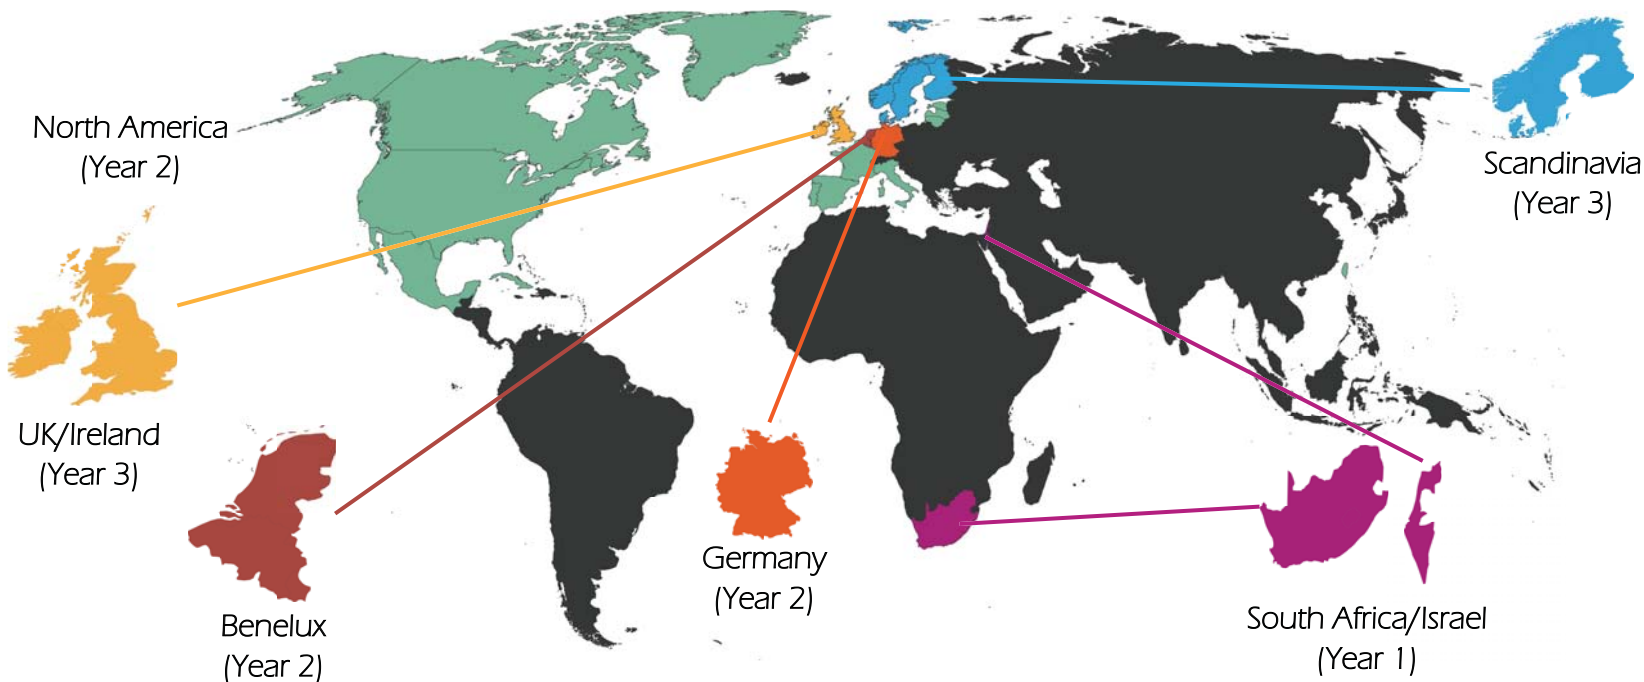 North America
(Year 2)
Scandinavia
(Year 3)
UK/Ireland
(Year 3)
Benelux
(Year 2)
Germany
(Year 2)
South Africa/Israel
(Year 1)